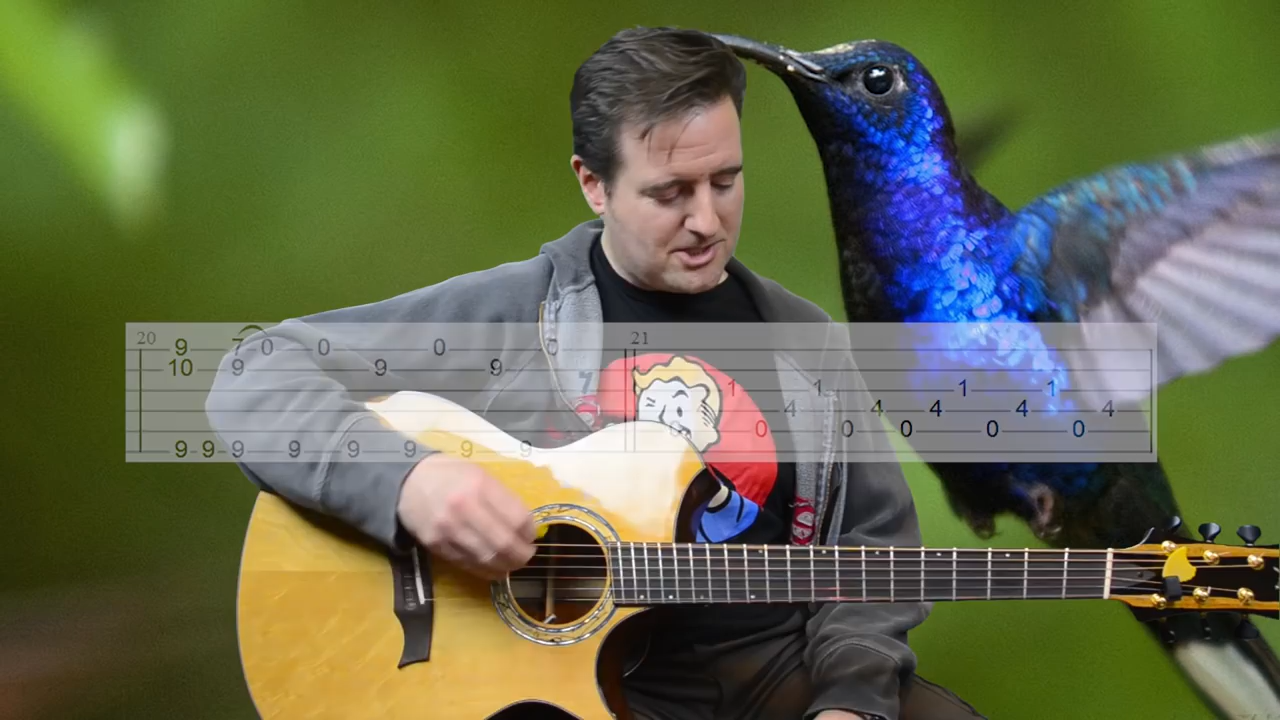 20 21
9 7 0 0 0 0
10 9 9 9
1 1 1 1
4 4 4 4 4
0 0 0 0 0 0
9 9 9 9 9 9 9 9